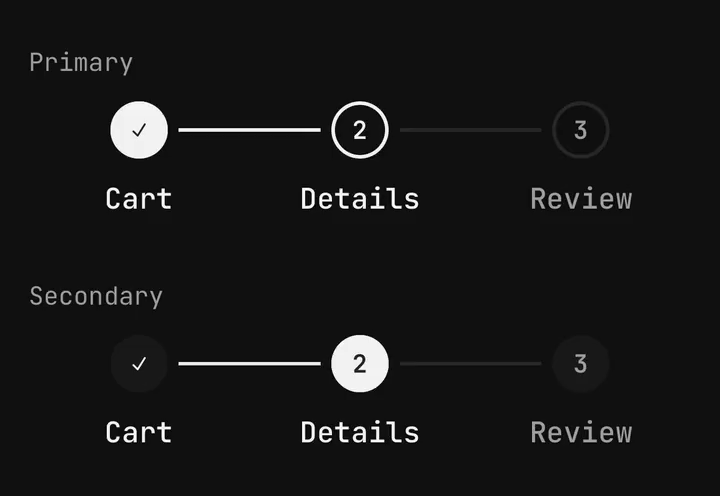 Primary
✓ 2 3
Cart Details Review
Secondary
✓ 2 3
Cart Details Review